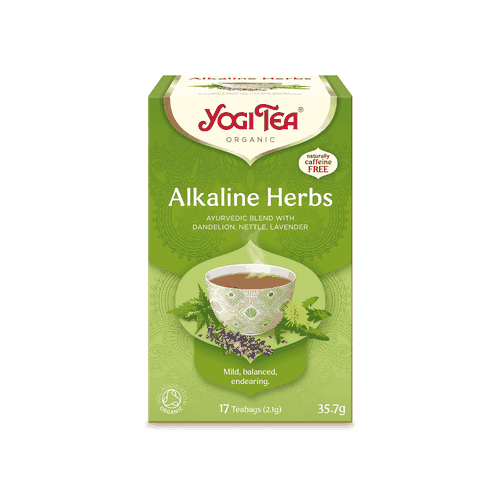 Alkaline Herbs
YOGI TEA®
ORGANIC
naturally
caffeine
FREE
Alkaline Herbs
AYURVEDIC BLEND WITH
DANDELION, NETTLE, LAVENDER
Mild, balanced,
endearing.
ORGANIC
17 Teabags (2.1g)
35.7g